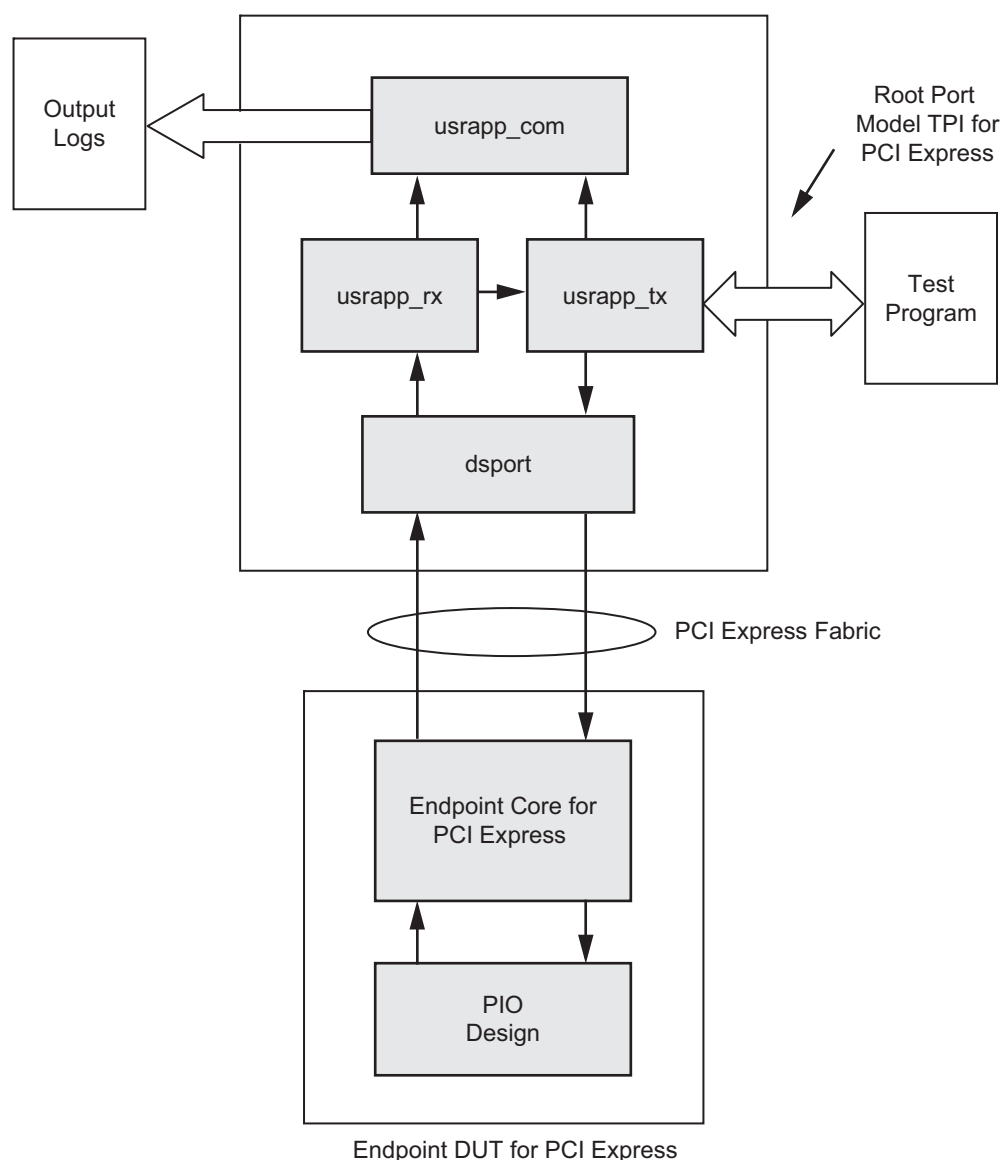 Output
Logs
usrapp_com
Root Port
Model TPI for
PCI Express
usrapp_rx
usrapp_tx
Test
Program
dsport
PCI Express Fabric
Endpoint Core for
PCI Express
PIO
Design
Endpoint DUT for PCI Express